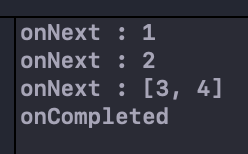 onNext : 1
onNext : 2
onNext : [3, 4]
onCompleted